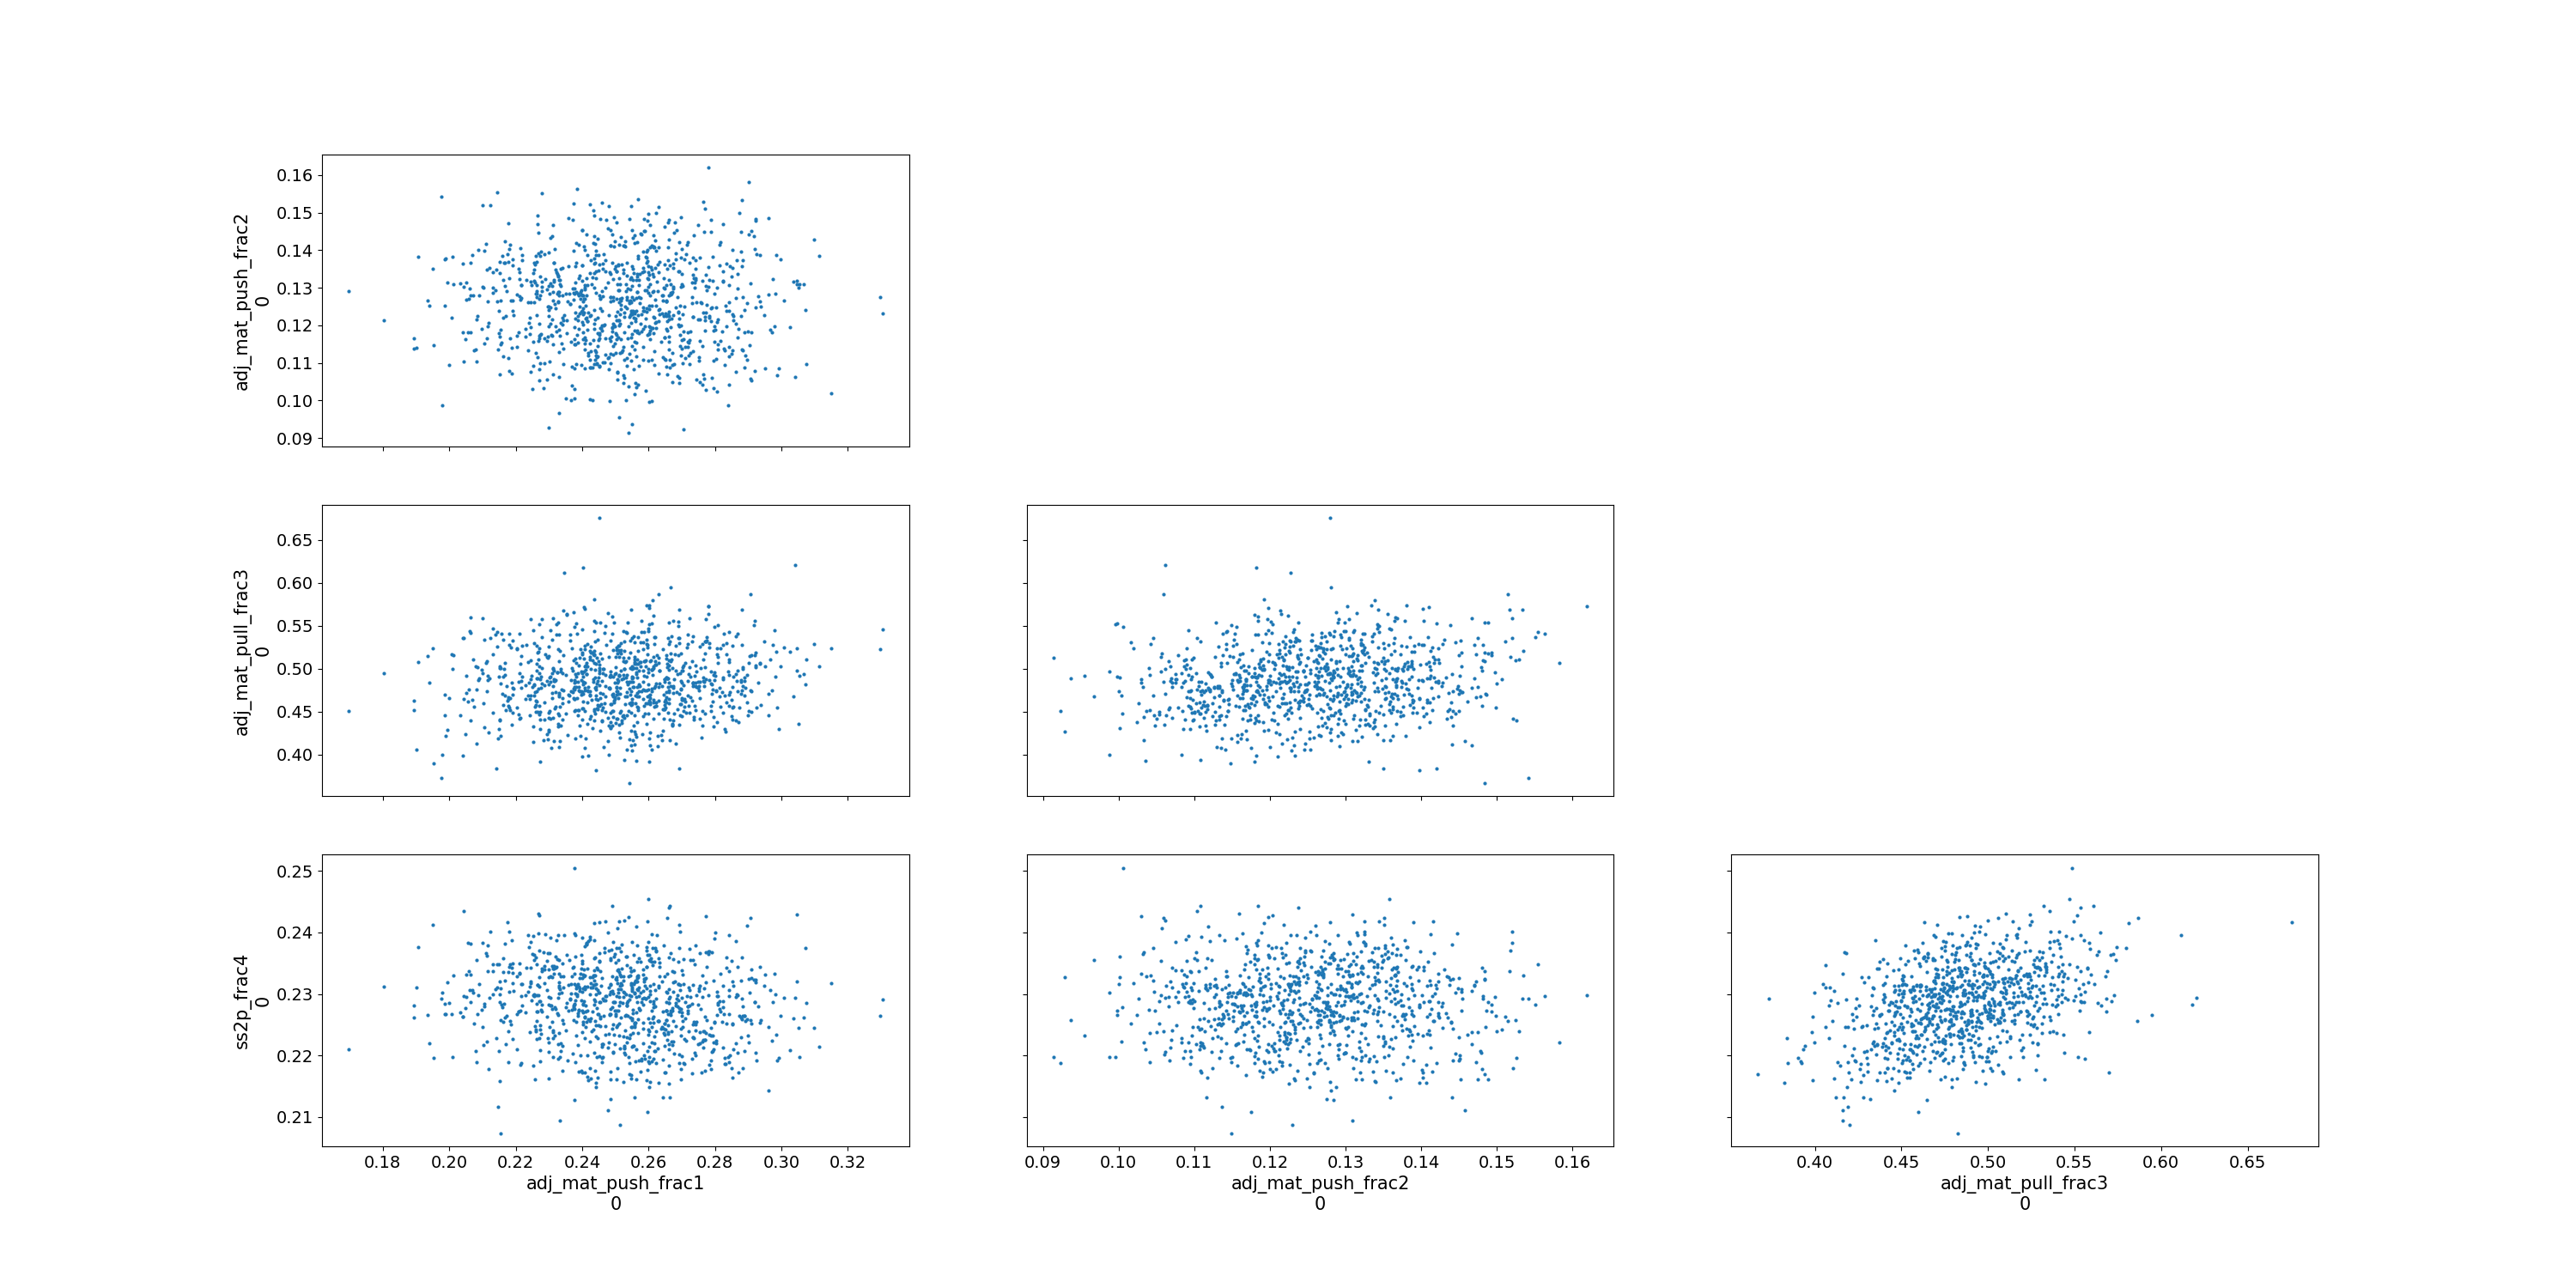 0.16
0.15
0.14
0.13
0.12
0.11
0.10
0.09
adj_mat_push_frac2
0
0.65
0.60
0.55
0.50
0.45
0.40
adj_mat_pull_frac3
0
0.25
0.24
0.23
0.22
0.21
ss2p_frac4
0
0.18 0.20 0.22 0.24 0.26 0.28 0.30 0.32
adj_mat_push_frac1
0
0.09 0.10 0.11 0.12 0.13 0.14 0.15 0.16
adj_mat_push_frac2
0
0.40 0.45 0.50 0.55 0.60 0.65
adj_mat_pull_frac3
0